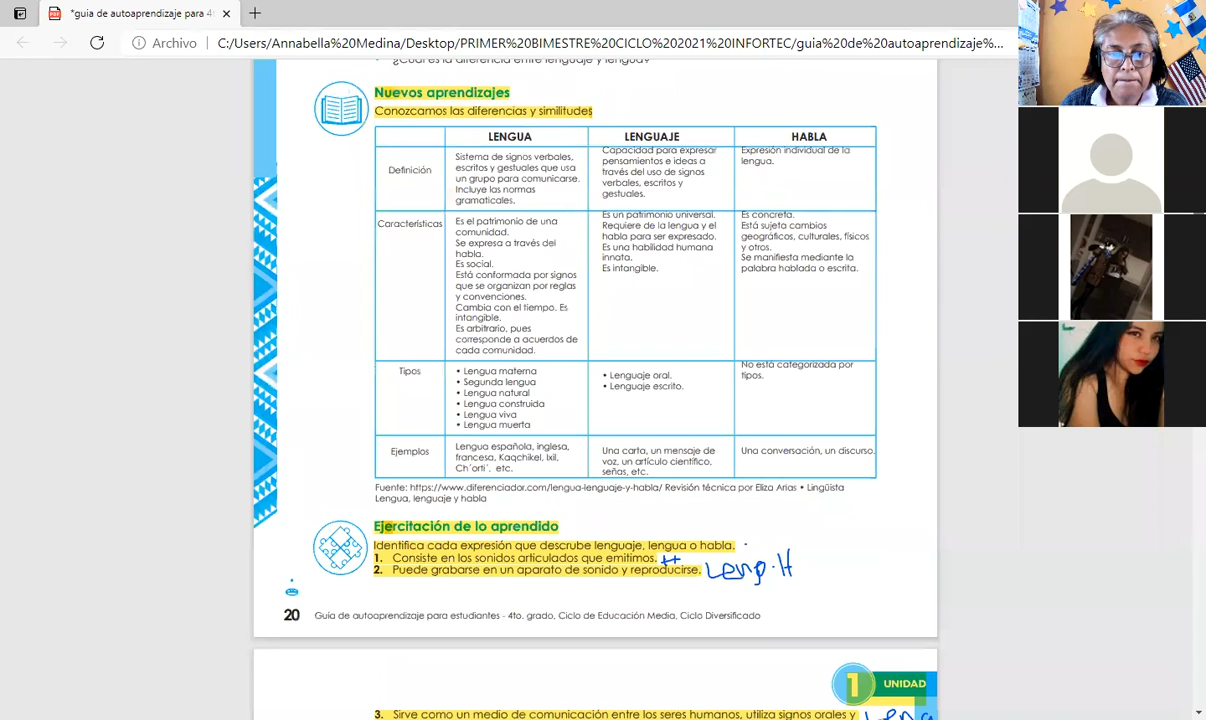 *guia de autoaprendizaje para 4
Archivo
C:/Users/Annabella%20Medina/Desktop/PRIMER%20BIMESTRE%20CICLO%202021%20INFORTEC/guia%20de%20autoaprendizaje%...
¿Cuál es la diferencia entre lenguaje y lengua?
Nuevos aprendizajes
Conozcamos las diferencias y similitudes
LENGUA LENGUAJE HABLA
Definición
Sistema de signos verbales,
escritos y gestuales que usa
un grupo para comunicarse.
Incluye las normas
gramaticales.
Capacidad para expresar
pensamientos e ideas a
través del uso de signos
verbales, escritos y
gestuales.
Expresión individual de la
lengua.
Características
Es el patrimonio de una
comunidad.
Se expresa a través del
habla.
Es social.
Está conformada por signos
que se organizan por reglas
y convenciones.
Cambia con el tiempo. Es
intangible.
Es arbitrario, pues
corresponde a acuerdos de
cada comunidad.
Es un patrimonio universal.
Requiere de la lengua y el
habla para ser expresado.
Es una habilidad humana
innata.
Es intangible.
Es concreta.
Está sujeta cambios
geográficos, culturales, físicos
y otros.
Se manifiesta mediante la
palabra hablada o escrita.
Tipos
• Lengua materna
• Segunda lengua
• Lengua natural
• Lengua construida
• Lengua viva
• Lengua muerta
• Lenguaje oral.
• Lenguaje escrito.
No está categorizada por
tipos.
Ejemplos
Lengua española, inglesa,
francesa, Kaqchikel, Ixil,
Ch´orti´. etc.
Una carta, un mensaje de
voz, un artículo científico,
señas, etc.
Una conversación, un discurso.
Fuente: https://www.diferenciador.com/lengua-lenguaje-y-habla/ Revisión técnica por Eliza Arias • Lingüista
Lengua, lenguaje y habla
Ejercitación de lo aprendido
Identifica cada expresión que descrube lenguaje, lengua o habla.
1. Consiste en los sonidos articulados que emitimos. H
2. Puede grabarse en un aparato de sonido y reproducirse. Leng. H
20 Guía de autoaprendizaje para estudiantes - 4to. grado, Ciclo de Educación Media, Ciclo Diversificado
1 UNIDAD
3. Sirve como un medio de comunicación entre los seres humanos, utiliza signos orales y